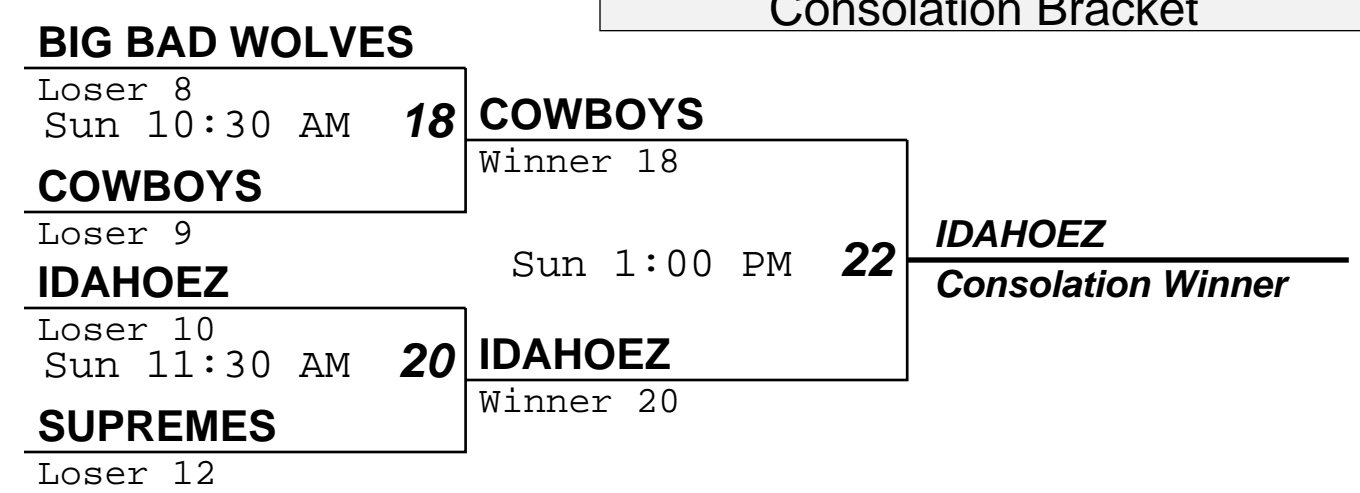 Consolation Bracket
BIG BAD WOLVES
Loser 8
Sun 10:30 AM 18
COWBOYS
Winner 18
COWBOYS
Loser 9
IDAHOEZ
Sun 1:00 PM 22
IDAHOEZ
Consolation Winner
Loser 10
Sun 11:30 AM 20
IDAHOEZ
Winner 20
SUPREMES
Loser 12